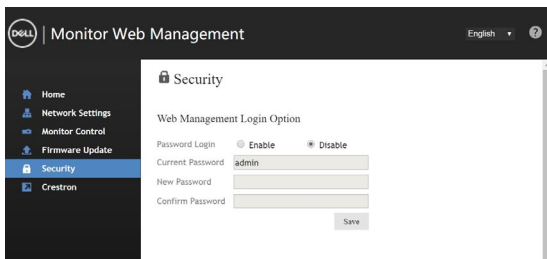 DELL | Monitor Web Management English ▼ ?
Home
Network Settings
Monitor Control
Firmware Update
Security
Crestron
Security
Web Management Login Option
Password Login Enable Disable
Current Password admin
New Password
Confirm Password
Save